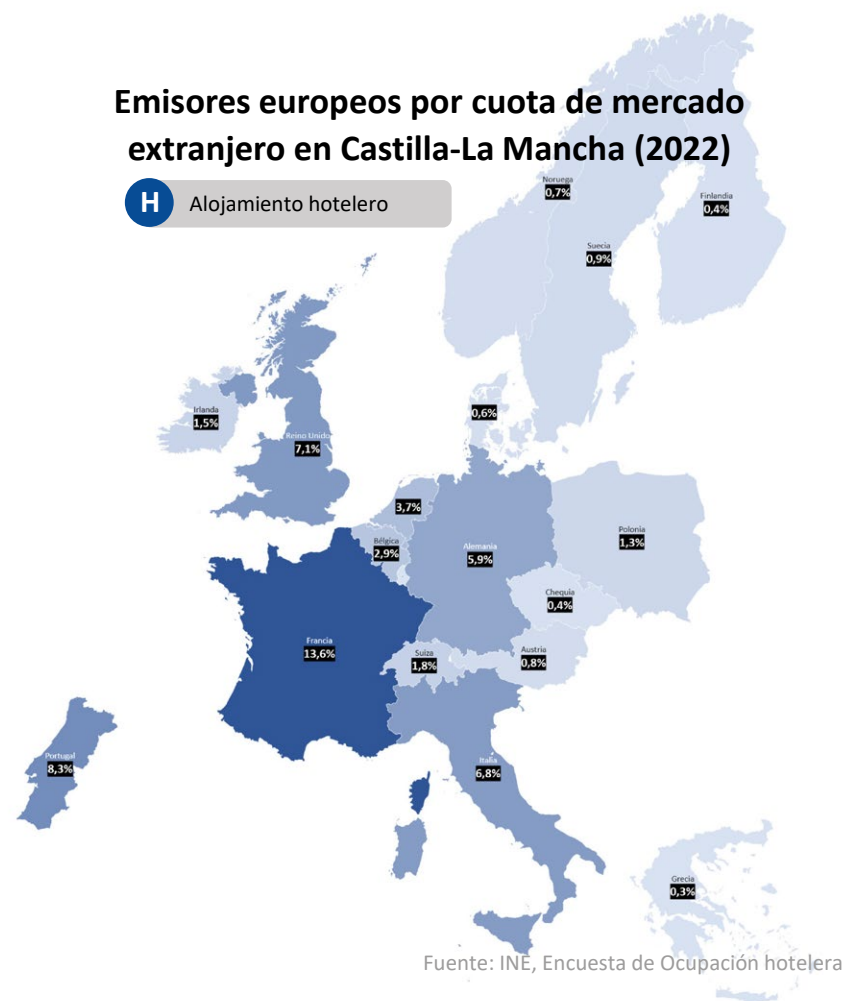 Emisores europeos por cuota de mercado
extranjero en Castilla-La Mancha (2022)
H Alojamiento hotelero
Noruega
0,7%
Finlandia
0,4%
Suecia
0,9%
Irlanda
1,5%
0,6%
Reino Unido
7,1%
3,7%
Bélgica
2,9%
Alemania
5,9%
Polonia
1,3%
Chequia
0,4%
Francia
13,6%
Suiza
1,8%
Austria
0,8%
Portugal
8,3%
Italia
6,8%
Grecia
0,3%
Fuente: INE, Encuesta de Ocupación hotelera